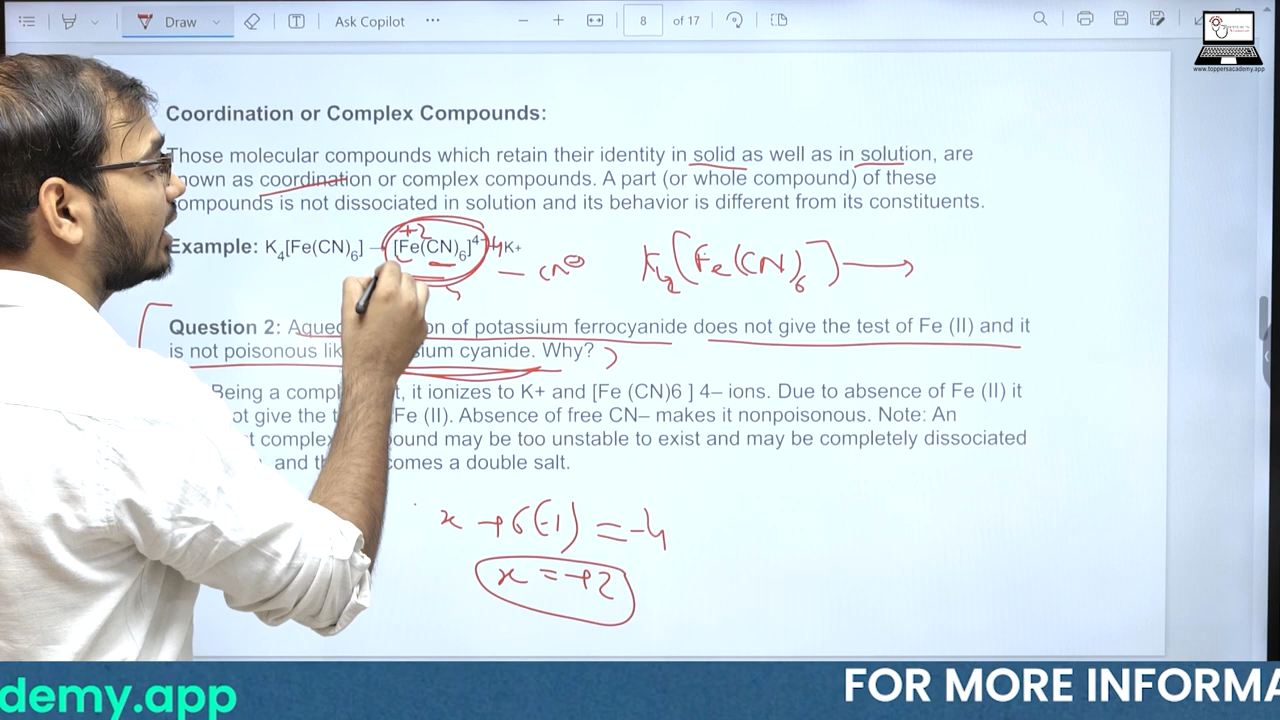 Draw
Ask Copilot
8 of 17
www.toppersacademy.app
Coordination or Complex Compounds:
Those molecular compounds which retain their identity in solid as well as in solution, are
known as coordination or complex compounds. A part (or whole compound) of these
compounds is not dissociated in solution and its behavior is different from its constituents.
+2
Example: K4[Fe(CN)6] → [Fe(CN)6]4- 4K+
— CN⊖ K4[Fe(CN)6] →
Question 2: Aqueous on of potassium ferrocyanide does not give the test of Fe (II) and it
is not poisonous lik sium cyanide. Why?
Being a compl t, it ionizes to K+ and [Fe (CN)6 ] 4– ions. Due to absence of Fe (II) it
ot give the t Fe (II). Absence of free CN– makes it nonpoisonous. Note: An
t complex ound may be too unstable to exist and may be completely dissociated
, and th comes a double salt.
x +6(-1) = -4
x = +2
demy.app
FOR MORE INFORMA